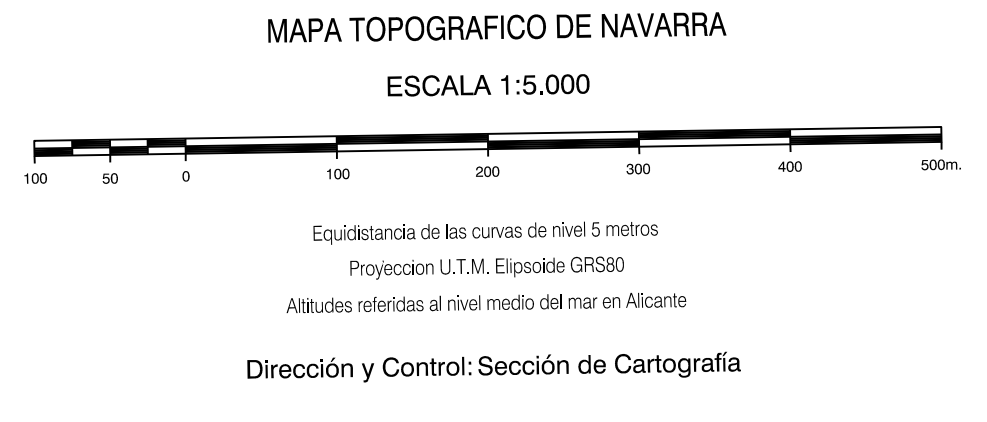 MAPA TOPOGRAFICO DE NAVARRA
ESCALA 1:5.000
100 50 0 100 200 300 400 500m.
Equidistancia de las curvas de nivel 5 metros
Proyeccion U.T.M. Elipsoide GRS80
Altitudes referidas al nivel medio del mar en Alicante
Dirección y Control: Sección de Cartografía